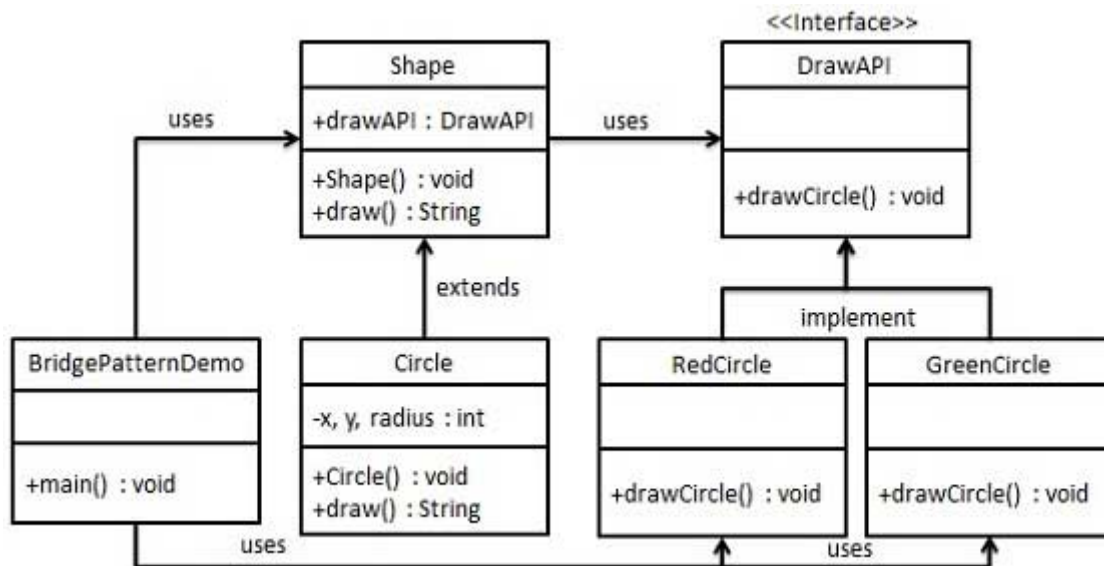 <<Interface>>
Shape
+drawAPI : DrawAPI
+Shape() : void
+draw() : String
DrawAPI
+drawCircle() : void
uses
uses
extends
implement
BridgePatternDemo
+main() : void
Circle
-x, y, radius : int
+Circle() : void
+draw() : String
RedCircle
+drawCircle() : void
GreenCircle
+drawCircle() : void
uses
uses